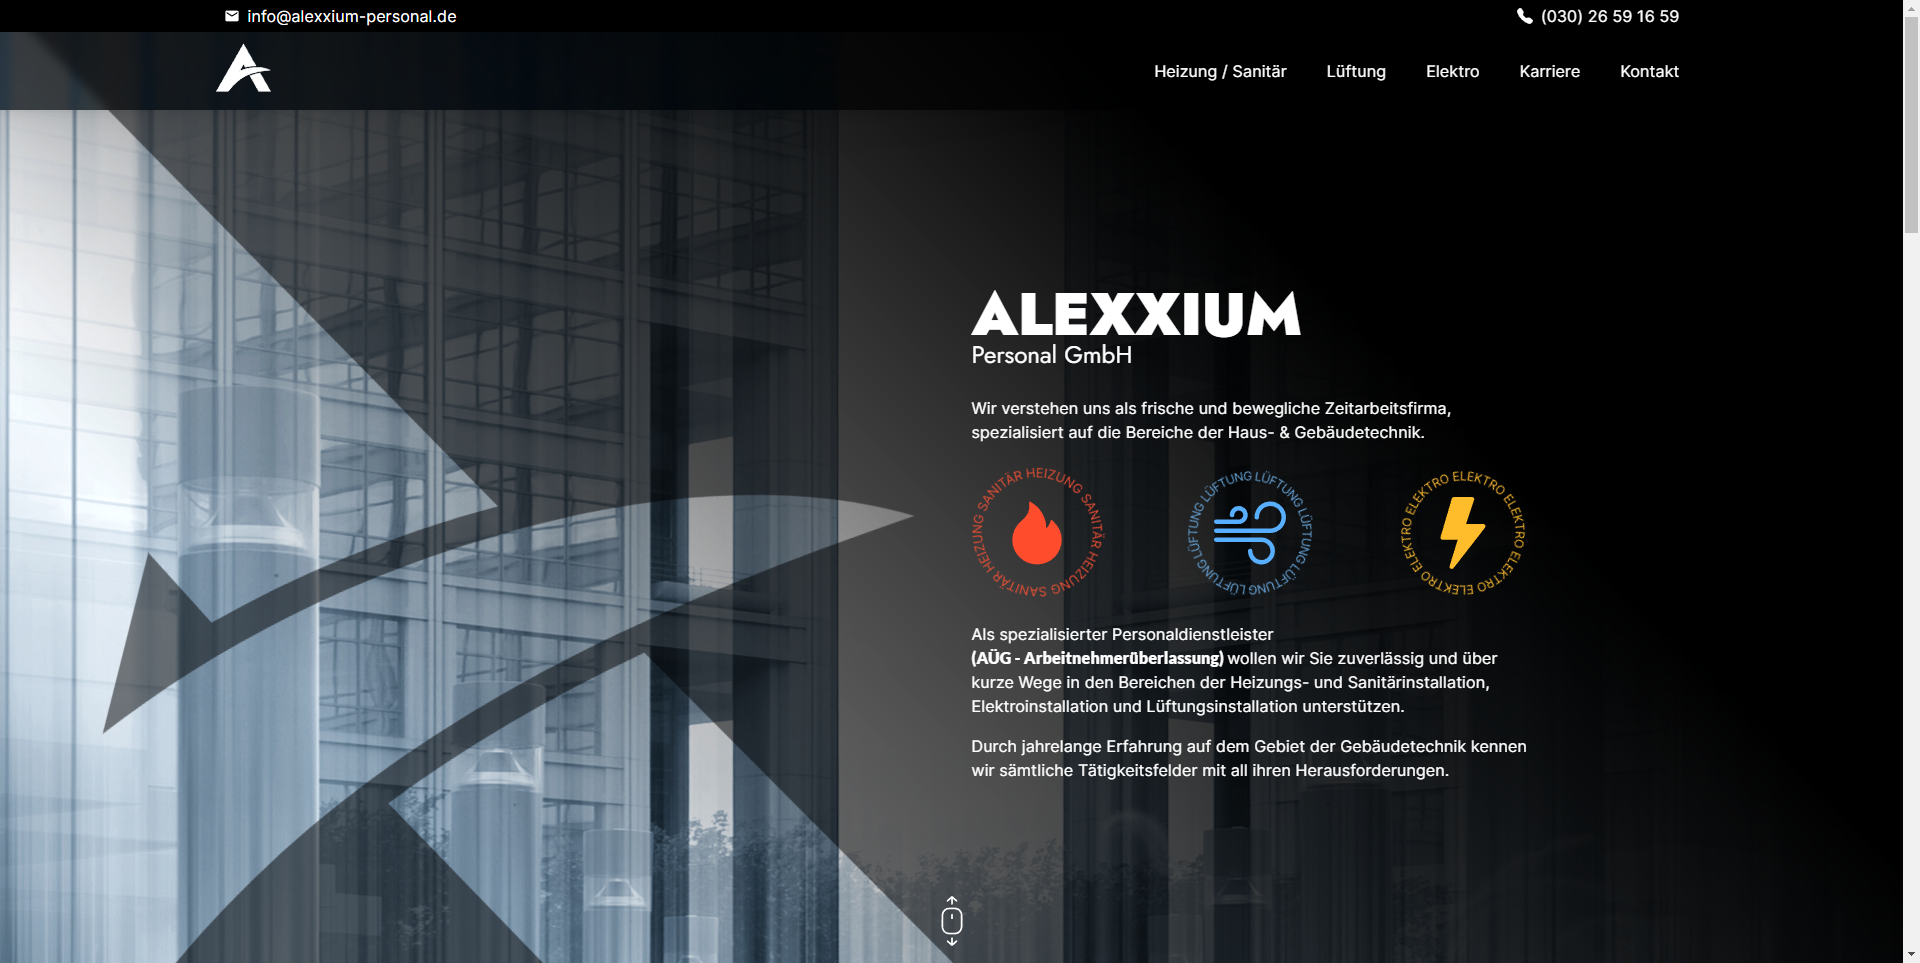 info@alexxium-personal.de
(030) 26 59 16 59
Heizung / Sanitär
Lüftung
Elektro
Karriere
Kontakt
ALEXXIUM
Personal GmbH
Wir verstehen uns als frische und bewegliche Zeitarbeitsfirma,
spezialisiert auf die Bereiche der Haus- & Gebäudetechnik.
HEIZUNG SANITÄR HEIZUNG SANITÄR HEIZUNG SANITÄR
LÜFTUNG LÜFTUNG LÜFTUNG LÜFTUNG LÜFTUNG LÜFTUNG
ELEKTRO ELEKTRO ELEKTRO ELEKTRO ELEKTRO ELEKTRO
Als spezialisierter Personaldienstleister
(AÜG - Arbeitnehmerüberlassung) wollen wir Sie zuverlässig und über
kurze Wege in den Bereichen der Heizungs- und Sanitärinstallation,
Elektroinstallation und Lüftungsinstallation unterstützen.
Durch jahrelange Erfahrung auf dem Gebiet der Gebäudetechnik kennen
wir sämtliche Tätigkeitsfelder mit all ihren Herausforderungen.